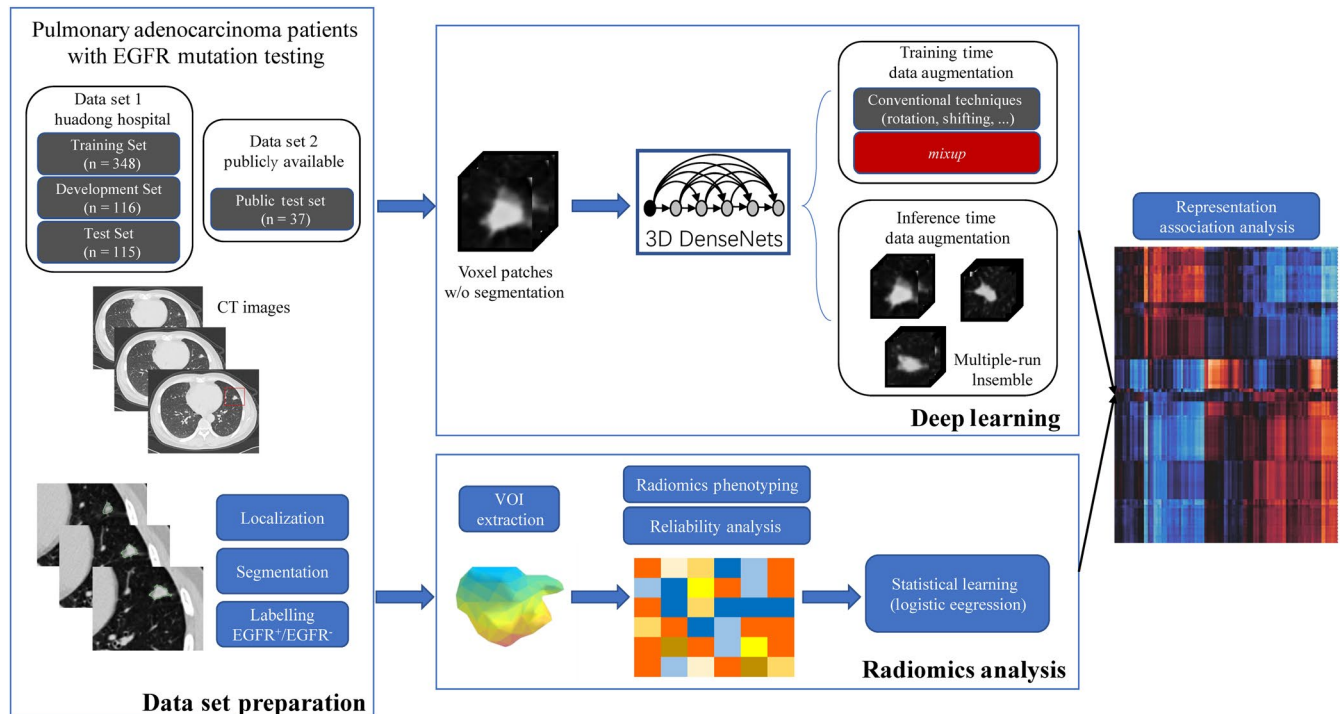 Pulmonary adenocarcinoma patients
with EGFR mutation testing
Data set 1
huadong hospital
Training Set
(n = 348)
Development Set
(n = 116)
Test Set
(n = 115)
Data set 2
publicly available
Public test set
(n = 37)
CT images
Localization
Segmentation
Labelling
EGFR⁺/EGFR⁻
Data set preparation
Voxel patches
w/o segmentation
3D DenseNets
Training time
data augmentation
Conventional techniques
(rotation, shifting, ...)
mixup
Inference time
data augmentation
Multiple-run
lnsemble
Deep learning
VOI
extraction
Radiomics phenotyping
Reliability analysis
Statistical learning
(logistic eegression)
Radiomics analysis
Representation
association analysis